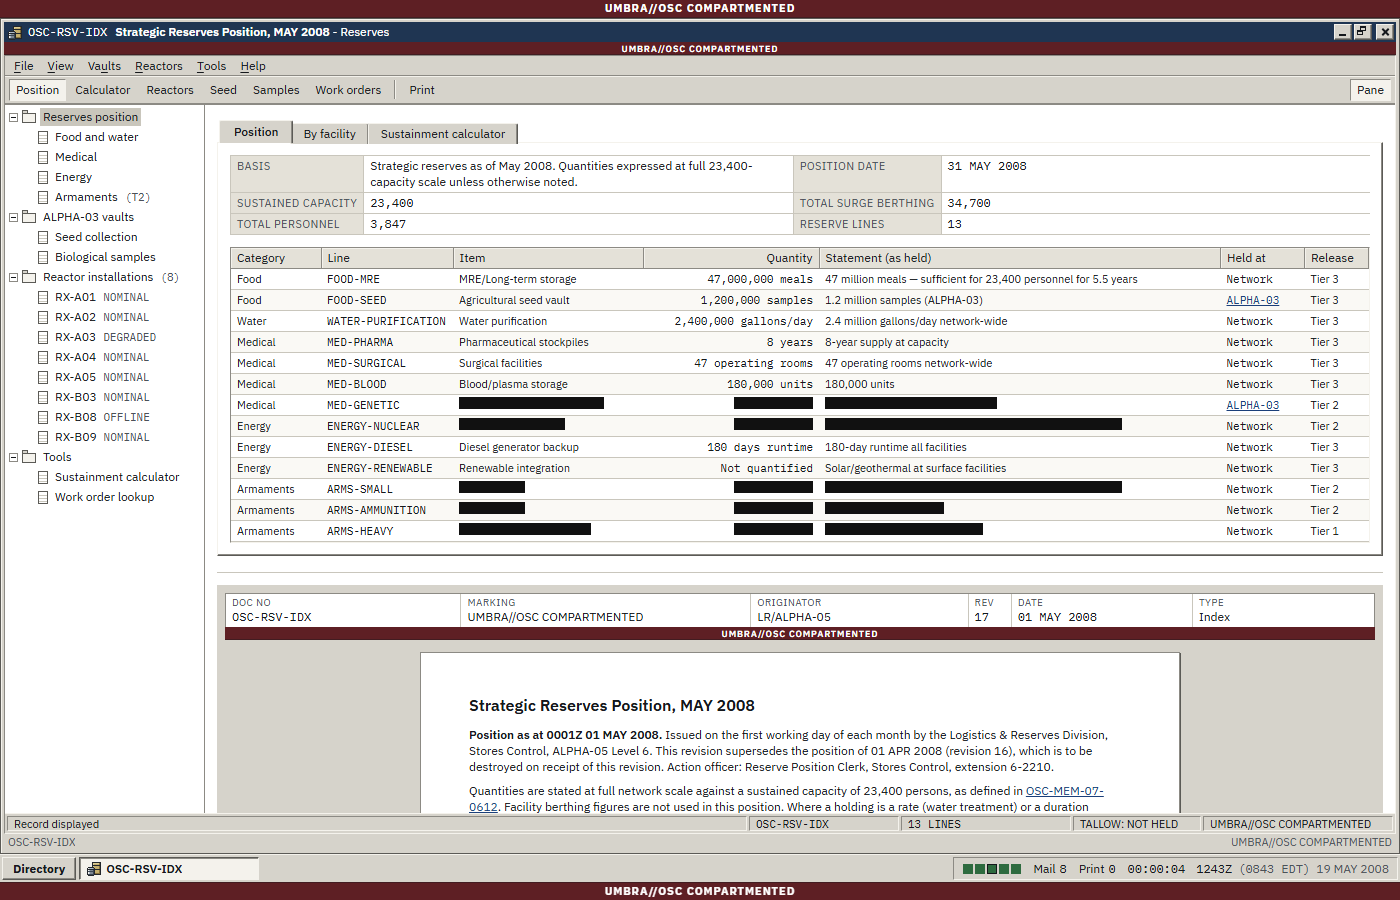 UMBRA//OSC COMPARTMENTED
OSC-RSV-IDX Strategic Reserves Position, MAY 2008 - Reserves
UMBRA//OSC COMPARTMENTED
File View Vaults Reactors Tools Help
Position Calculator Reactors Seed Samples Work orders Print Pane
Reserves position
Food and water
Medical
Energy
Armaments (T2)
ALPHA-03 vaults
Seed collection
Biological samples
Reactor installations (8)
RX-A01 NOMINAL
RX-A02 NOMINAL
RX-A03 DEGRADED
RX-A04 NOMINAL
RX-A05 NOMINAL
RX-B03 NOMINAL
RX-B08 OFFLINE
RX-B09 NOMINAL
Tools
Sustainment calculator
Work order lookup
Position By facility Sustainment calculator
BASIS Strategic reserves as of May 2008. Quantities expressed at full 23,400-
capacity scale unless otherwise noted.
POSITION DATE 31 MAY 2008
SUSTAINED CAPACITY 23,400 TOTAL SURGE BERTHING 34,700
TOTAL PERSONNEL 3,847 RESERVE LINES 13
Category Line Item Quantity Statement (as held) Held at Release
Food FOOD-MRE MRE/Long-term storage 47,000,000 meals 47 million meals — sufficient for 23,400 personnel for 5.5 years Network Tier 3
Food FOOD-SEED Agricultural seed vault 1,200,000 samples 1.2 million samples (ALPHA-03) ALPHA-03 Tier 3
Water WATER-PURIFICATION Water purification 2,400,000 gallons/day 2.4 million gallons/day network-wide Network Tier 3
Medical MED-PHARMA Pharmaceutical stockpiles 8 years 8-year supply at capacity Network Tier 3
Medical MED-SURGICAL Surgical facilities 47 operating rooms 47 operating rooms network-wide Network Tier 3
Medical MED-BLOOD Blood/plasma storage 180,000 units 180,000 units Network Tier 3
Medical MED-GENETIC ALPHA-03 Tier 2
Energy ENERGY-NUCLEAR Network Tier 2
Energy ENERGY-DIESEL Diesel generator backup 180 days runtime 180-day runtime all facilities Network Tier 3
Energy ENERGY-RENEWABLE Renewable integration Not quantified Solar/geothermal at surface facilities Network Tier 3
Armaments ARMS-SMALL Network Tier 2
Armaments ARMS-AMMUNITION Network Tier 2
Armaments ARMS-HEAVY Network Tier 1
DOC NO MARKING ORIGINATOR REV DATE TYPE
OSC-RSV-IDX UMBRA//OSC COMPARTMENTED LR/ALPHA-05 17 01 MAY 2008 Index
UMBRA//OSC COMPARTMENTED
Strategic Reserves Position, MAY 2008
Position as at 0001Z 01 MAY 2008. Issued on the first working day of each month by the Logistics & Reserves Division,
Stores Control, ALPHA-05 Level 6. This revision supersedes the position of 01 APR 2008 (revision 16), which is to be
destroyed on receipt of this revision. Action officer: Reserve Position Clerk, Stores Control, extension 6-2210.
Quantities are stated at full network scale against a sustained capacity of 23,400 persons, as defined in OSC-MEM-07-
0612. Facility berthing figures are not used in this position. Where a holding is a rate (water treatment) or a duration
Record displayed OSC-RSV-IDX 13 LINES TALLOW: NOT HELD UMBRA//OSC COMPARTMENTED
OSC-RSV-IDX UMBRA//OSC COMPARTMENTED
Directory OSC-RSV-IDX Mail 8 Print 0 00:00:04 1243Z (0843 EDT) 19 MAY 2008
UMBRA//OSC COMPARTMENTED